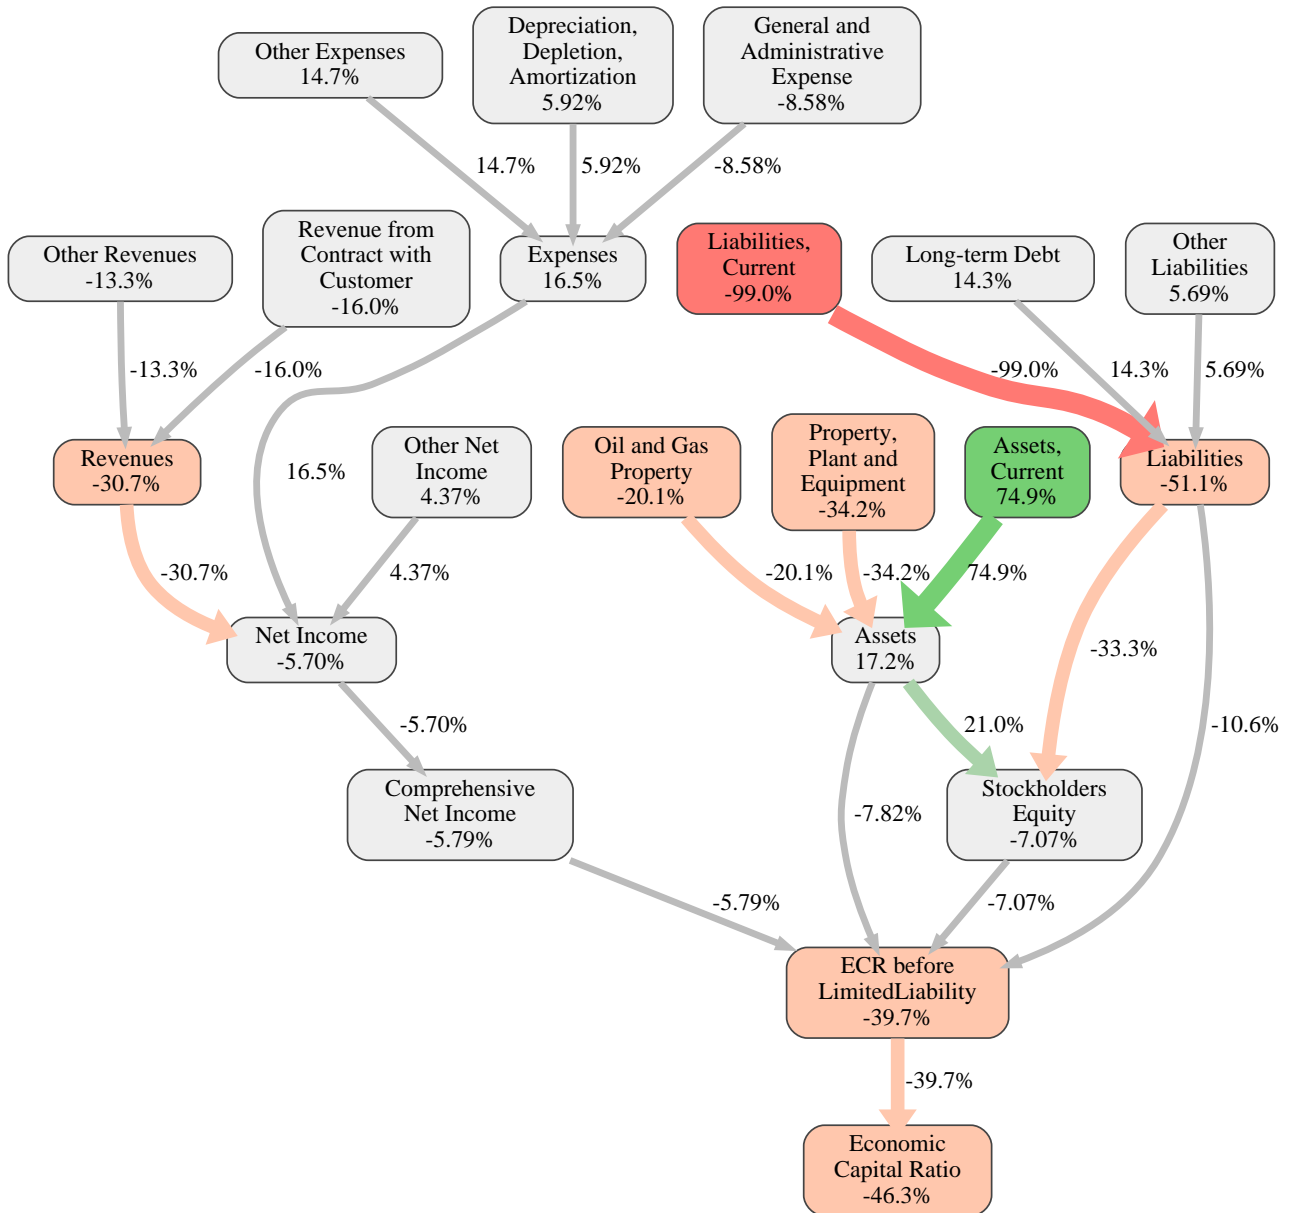 Other Expenses
14.7%
Depreciation,
Depletion,
Amortization
5.92%
General and
Administrative
Expense
-8.58%
14.7%
5.92%
-8.58%
Other Revenues
-13.3%
Revenue from
Contract with
Customer
-16.0%
Expenses
16.5%
Liabilities,
Current
-99.0%
Long-term Debt
14.3%
Other
Liabilities
5.69%
-13.3%
-16.0%
-99.0%
14.3%
5.69%
Revenues
-30.7%
16.5%
Other Net
Income
4.37%
Oil and Gas
Property
-20.1%
Property,
Plant and
Equipment
-34.2%
Assets,
Current
74.9%
Liabilities
-51.1%
-30.7%
4.37%
-20.1%
-34.2%
74.9%
Net Income
-5.70%
Assets
17.2%
-33.3%
-5.70%
21.0%
-10.6%
Comprehensive
Net Income
-5.79%
-7.82%
Stockholders
Equity
-7.07%
-5.79%
-7.07%
ECR before
LimitedLiability
-39.7%
-39.7%
Economic
Capital Ratio
-46.3%